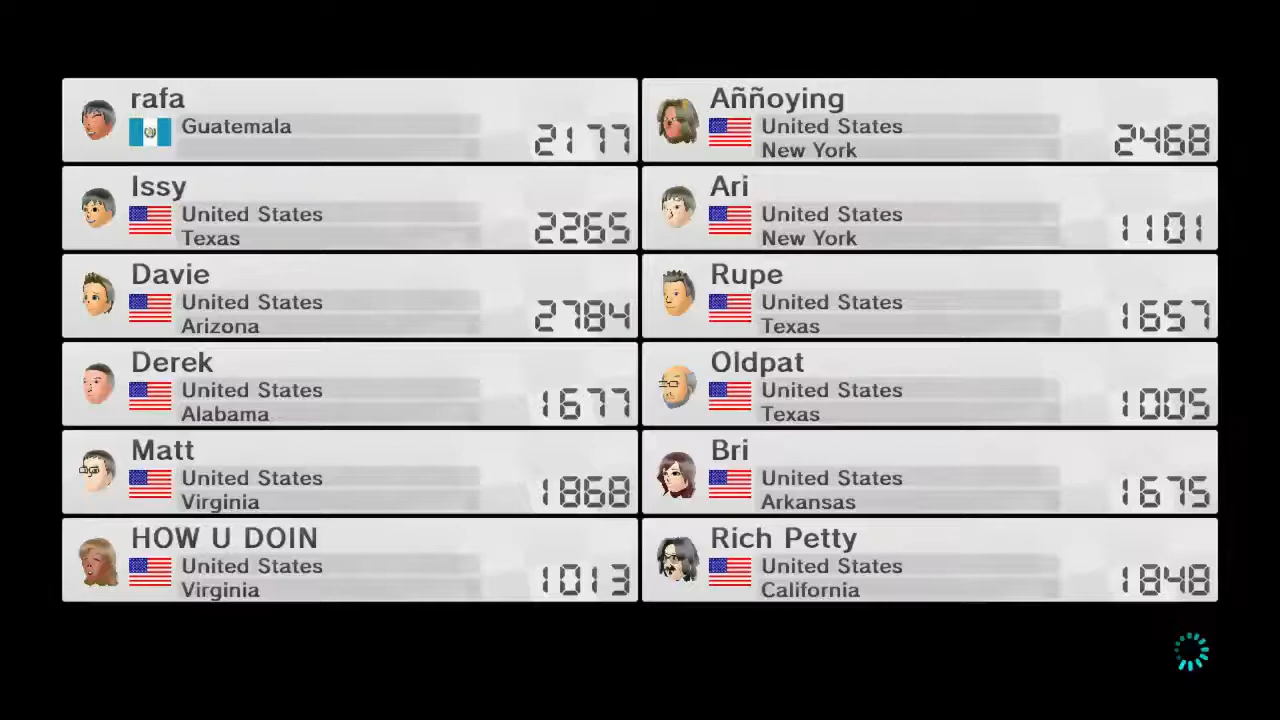 rafa
Guatemala
2177
Aññoying
United States
New York
2468
Issy
United States
Texas
2265
Ari
United States
New York
1101
Davie
United States
Arizona
2784
Rupe
United States
Texas
1657
Derek
United States
Alabama
1677
Oldpat
United States
Texas
1005
Matt
United States
Virginia
1868
Bri
United States
Arkansas
1675
HOW U DOIN
United States
Virginia
1013
Rich Petty
United States
California
1848